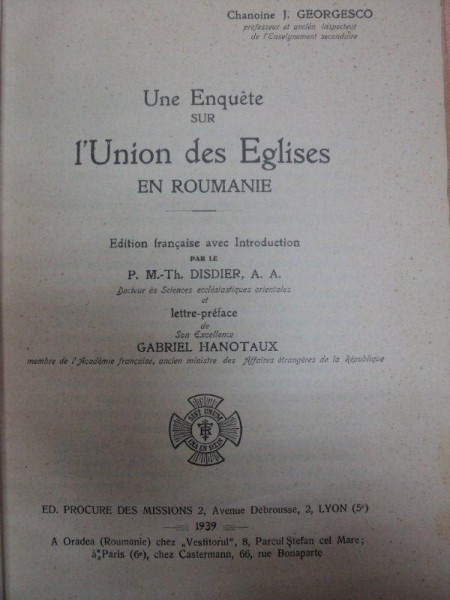 Chanoine J. GEORGESCO
professeur et ancien inspecteur
de l'Enseignement secondaire
Une Enquête
SUR
l'Union des Eglises
EN ROUMANIE
Edition française avec Introduction
PAR LE
P. M.-Th. DISDIER, A. A.
Docteur ès Sciences ecclésiastiques orientales
et
lettre-préface
de
Son Excellence
GABRIEL HANOTAUX
membre de l'Académie française, ancien ministre des Affaires étrangères de la République
ED. PROCURE DES MISSIONS 2, Avenue Debrousse, 2, LYON (5e)
1939
A Oradea (Roumanie) chez „Vestitorul", 8, Parcul Ştefan cel Mare;
à Paris (6e), chez Castermann, 66, rue Bonaparte